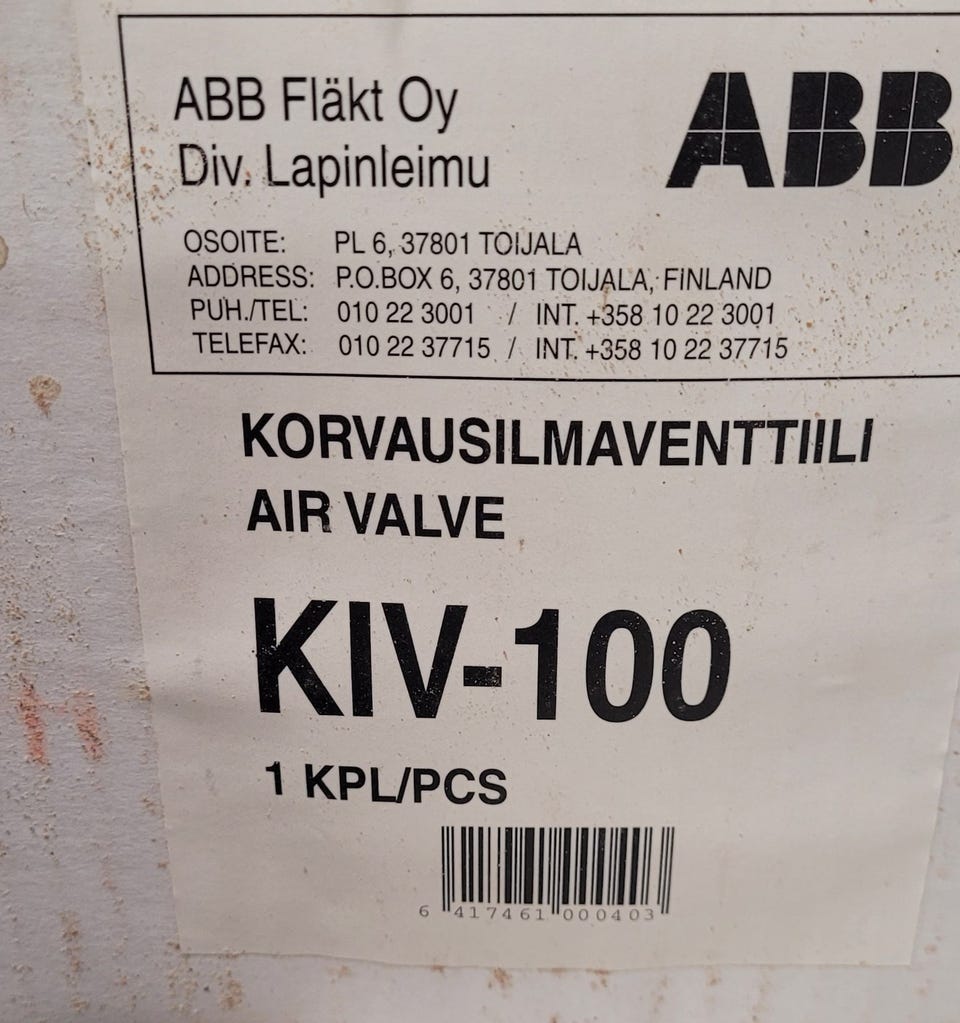 ABB Fläkt Oy
Div. Lapinleimu
ABB
OSOITE: PL 6, 37801 TOIJALA
ADDRESS: P.O.BOX 6, 37801 TOIJALA, FINLAND
PUH./TEL: 010 22 3001 / INT. +358 10 22 3001
TELEFAX: 010 22 37715 / INT. +358 10 22 37715
KORVAUSILMAVENTTIILI
AIR VALVE
KIV-100
1 KPL/PCS
6 417461 000403